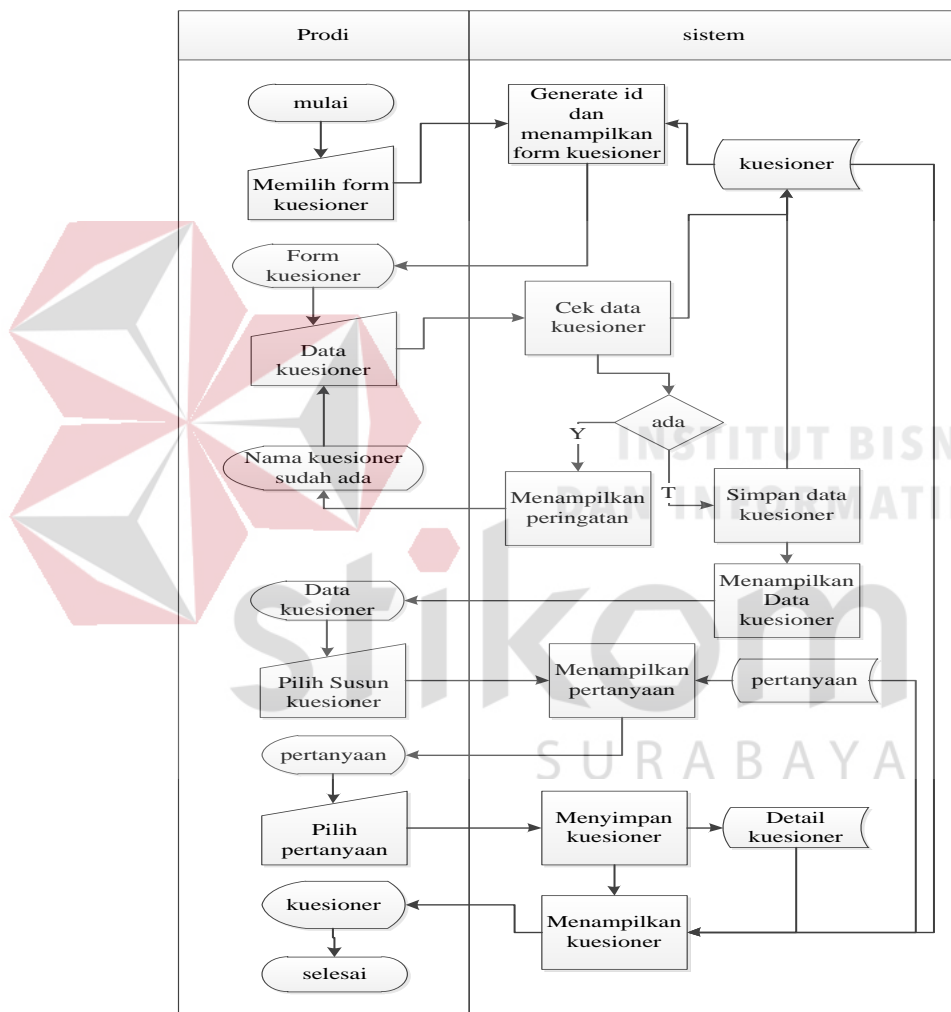 Prodi
sistem
mulai
Generate id
dan
menampilkan
form kuesioner
kuesioner
Memilih form
kuesioner
Form
kuesioner
Cek data
kuesioner
Data
kuesioner
ada
Y
T
Nama kuesioner
sudah ada
Menampilkan
peringatan
Simpan data
kuesioner
Menampilkan
Data
kuesioner
Data
kuesioner
Pilih Susun
kuesioner
Menampilkan
pertanyaan
pertanyaan
pertanyaan
Pilih
pertanyaan
Menyimpan
kuesioner
Detail
kuesioner
kuesioner
Menampilkan
kuesioner
selesai
INSTITUT BISN
DAN INFORMATI
stikom
SURABAYA